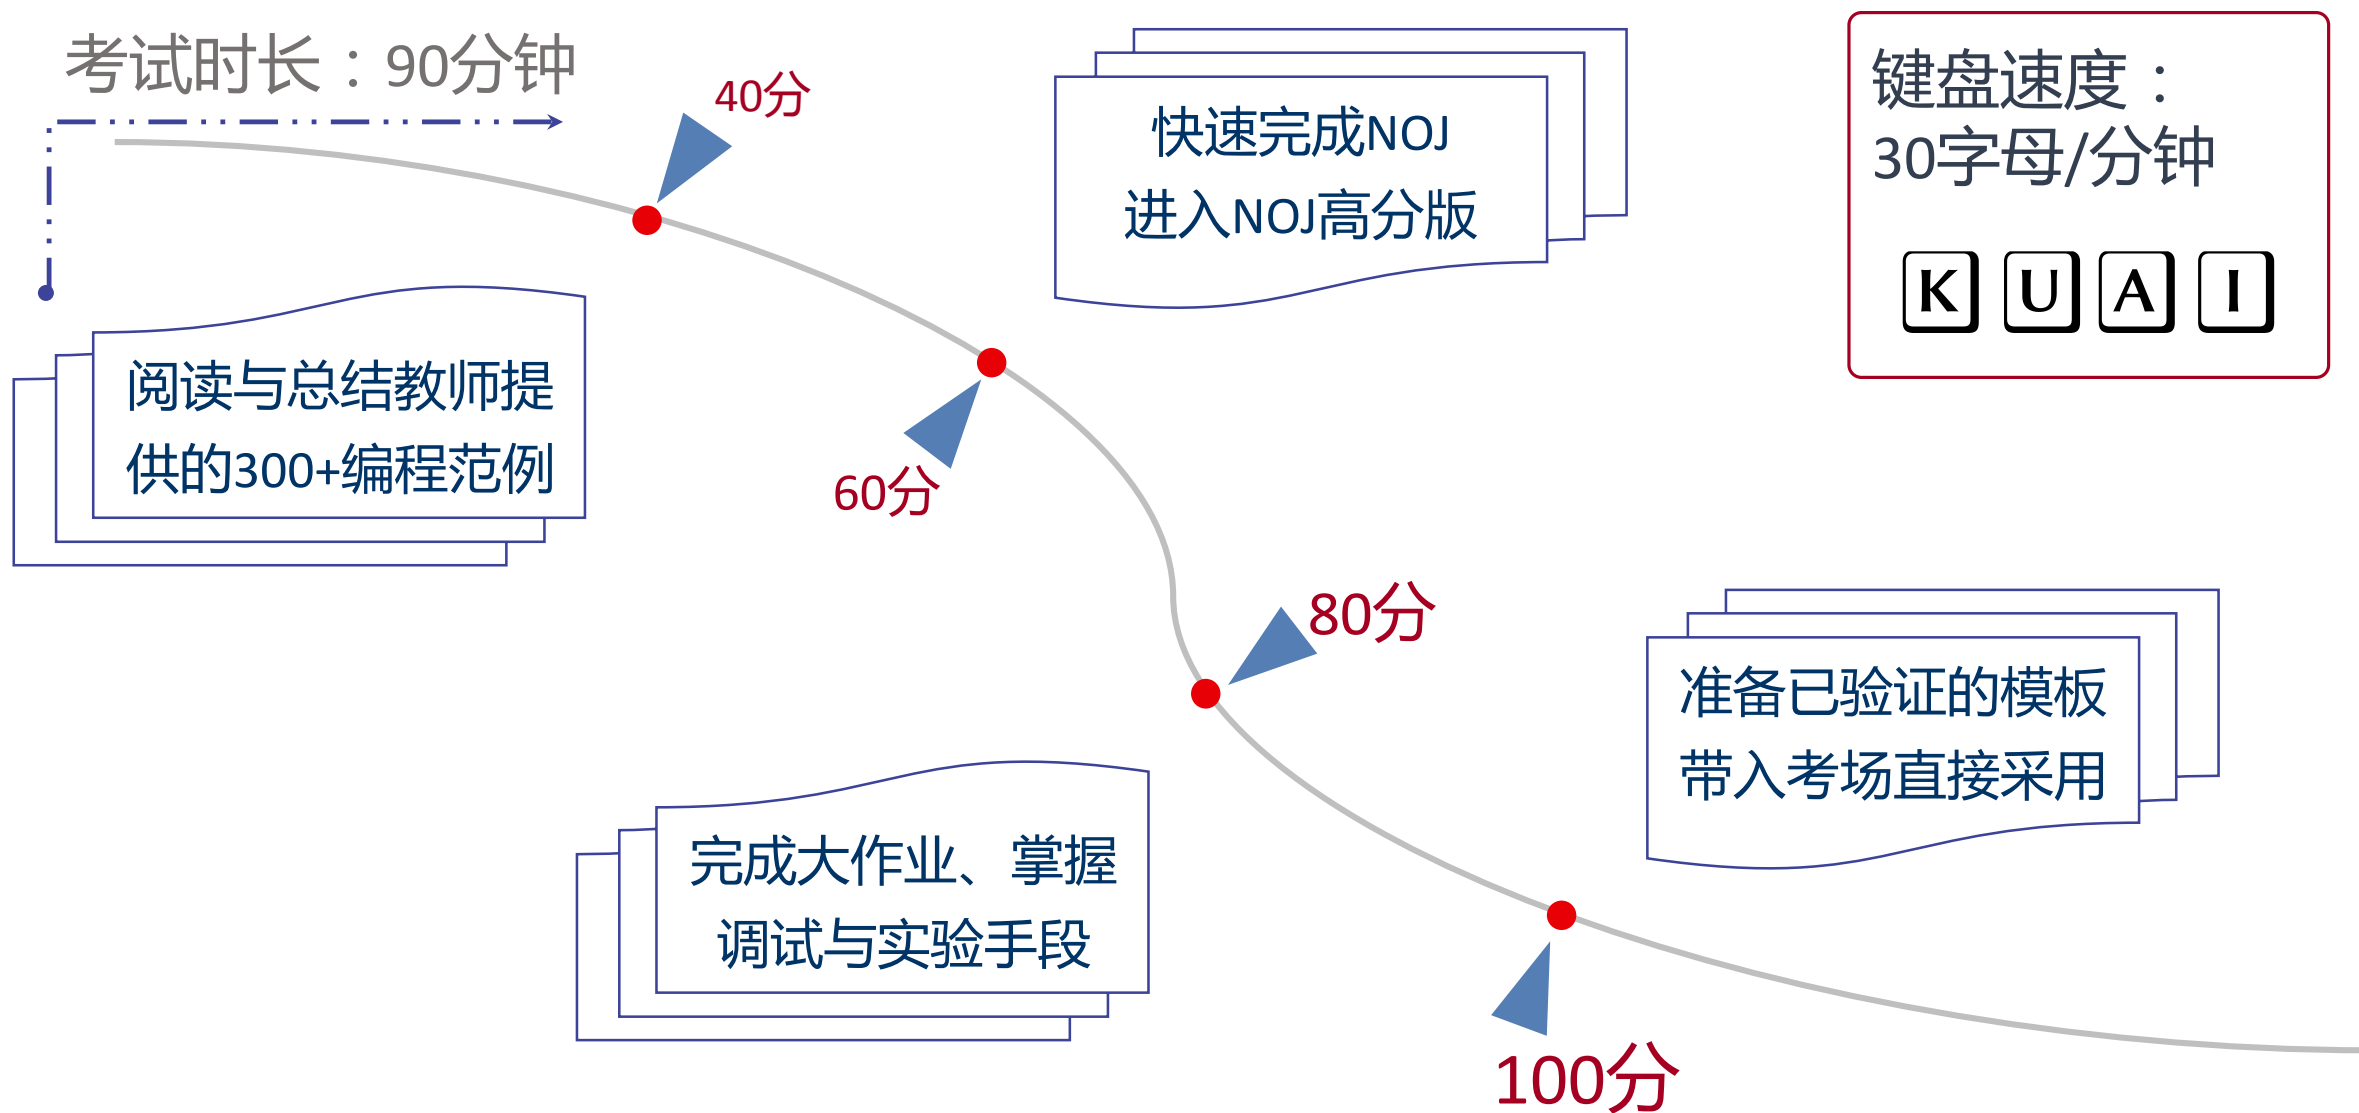 考试时长：90分钟
40分
快速完成NOJ
进入NOJ高分版
键盘速度：
30字母/分钟
K U A I
阅读与总结教师提
供的300+编程范例
60分
80分
准备已验证的模板
带入考场直接采用
完成大作业、掌握
调试与实验手段
100分